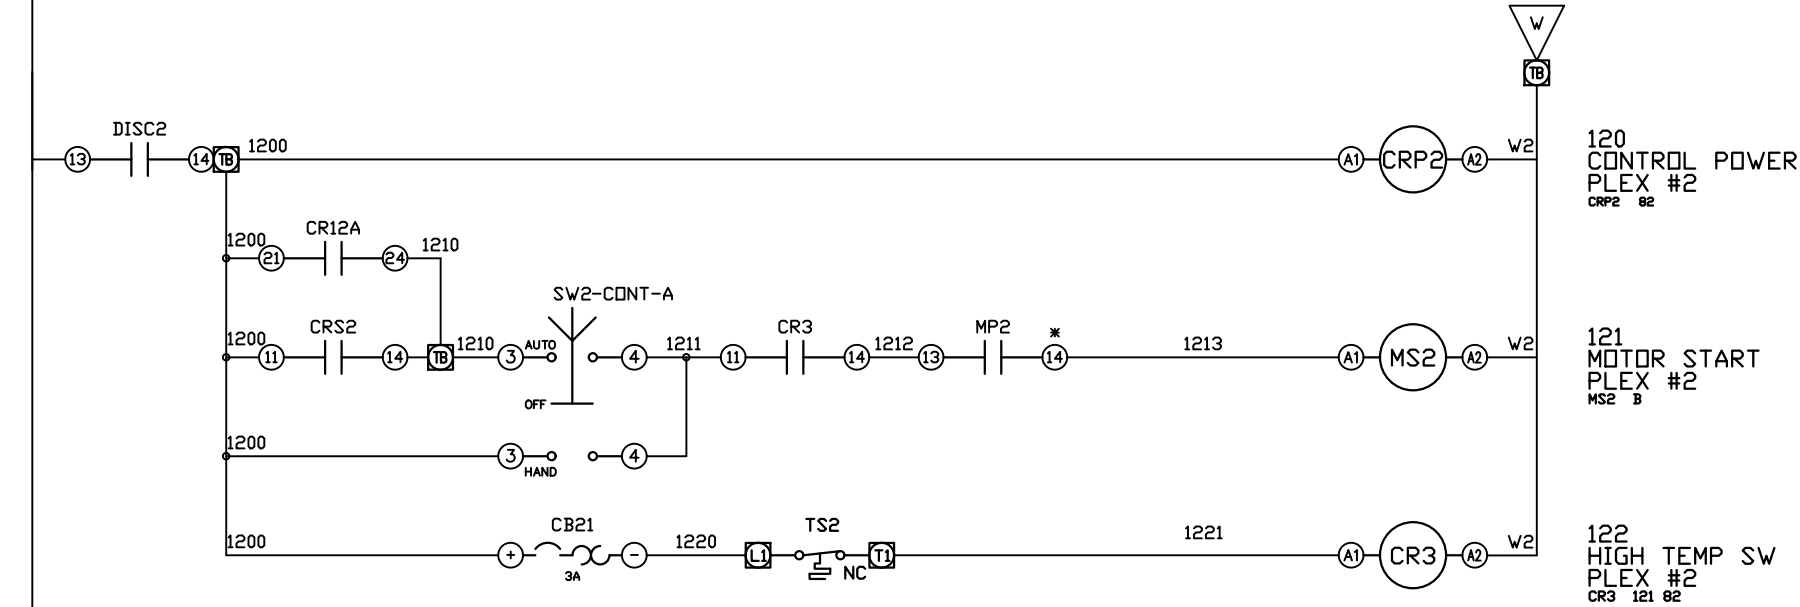 W
TB
DISC2
13 14 TB 1200 A1 CRP2 A2 W2
120
CONTROL POWER
PLEX #2
CRP2 82
CR12A
1200 21 24 1210
SW2-CONT-A
CRS2 CR3 MP2 *
1200 11 14 TB 1210 3 AUTO 4 1211 11 14 1212 13 14 1213 A1 MS2 A2 W2
OFF
121
MOTOR START
PLEX #2
MS2 B
1200 3 4
HAND
CB21 TS2
1200 + - 1220 L1 T1 1221 A1 CR3 A2 W2
3A NC
122
HIGH TEMP SW
PLEX #2
CR3 121 82